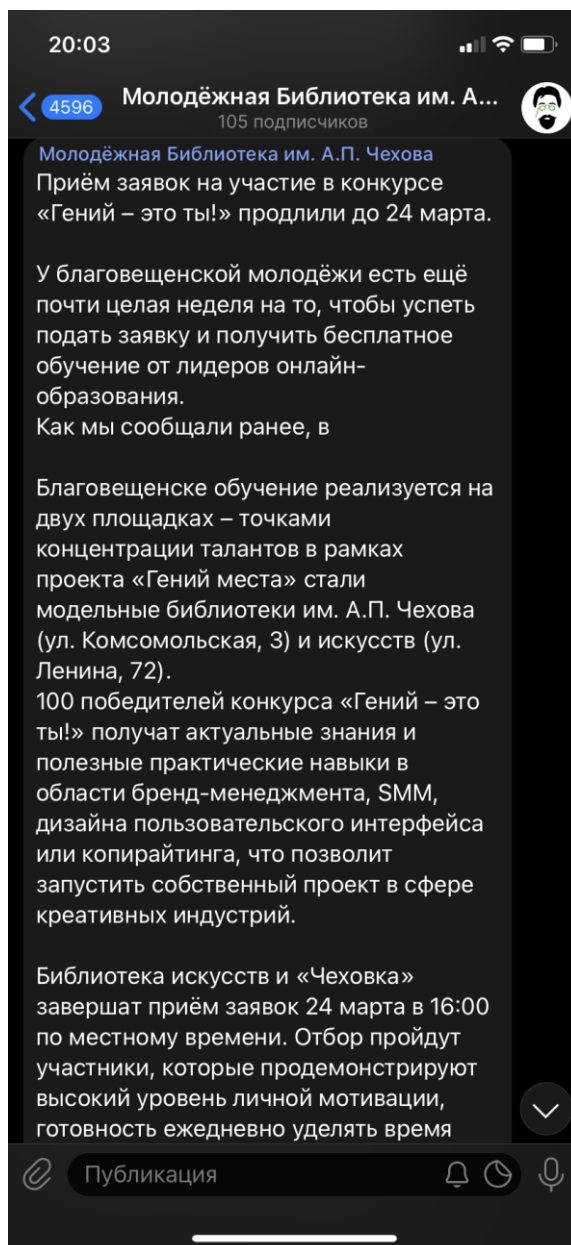 20:03
4596
Молодёжная Библиотека им. А...
105 подписчиков
Молодёжная Библиотека им. А.П. Чехова
Приём заявок на участие в конкурсе
«Гений – это ты!» продлили до 24 марта.
У благовещенской молодёжи есть ещё
почти целая неделя на то, чтобы успеть
подать заявку и получить бесплатное
обучение от лидеров онлайн-
образования.
Как мы сообщали ранее, в
Благовещенске обучение реализуется на
двух площадках – точками
концентрации талантов в рамках
проекта «Гений места» стали
модельные библиотеки им. А.П. Чехова
(ул. Комсомольская, 3) и искусств (ул.
Ленина, 72).
100 победителей конкурса «Гений – это
ты!» получат актуальные знания и
полезные практические навыки в
области бренд-менеджмента, SMM,
дизайна пользовательского интерфейса
или копирайтинга, что позволит
запустить собственный проект в сфере
креативных индустрий.
Библиотека искусств и «Чеховка»
завершат приём заявок 24 марта в 16:00
по местному времени. Отбор пройдут
участники, которые продемонстрируют
высокий уровень личной мотивации,
готовность ежедневно уделять время
Публикация